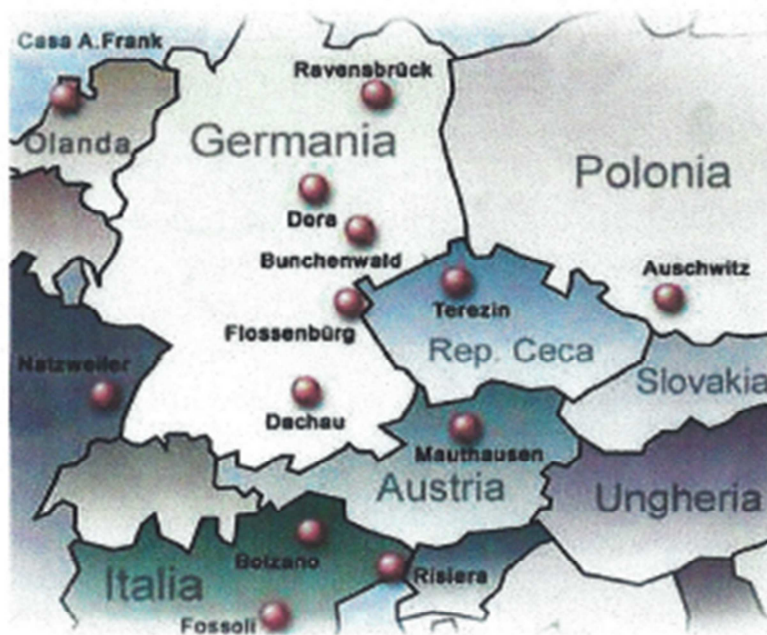 Casa A.Frank
Ravensbrück
Olanda
Germania
Polonia
Dora
Bunchenwald
Auschwitz
Terezin
Flossenbürg
Rep. Ceca
Natzweiler
Slovakia
Dachau
Mauthausen
Austria
Ungheria
Bolzano
Risiera
Italia
Fossoli